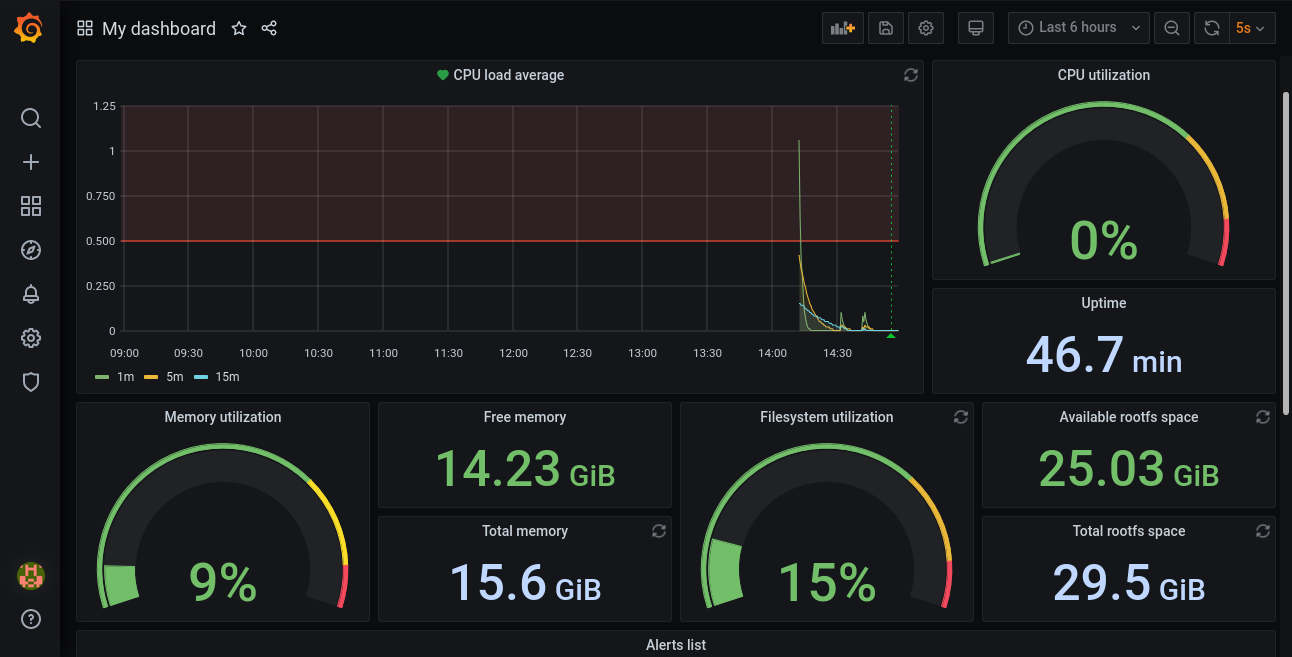 My dashboard
Last 6 hours
5s
CPU load average
1.25
1
0.750
0.500
0.250
0
09:00 09:30 10:00 10:30 11:00 11:30 12:00 12:30 13:00 13:30 14:00 14:30
1m 5m 15m
CPU utilization
0%
Uptime
46.7 min
Memory utilization
9%
Free memory
14.23 GiB
Total memory
15.6 GiB
Filesystem utilization
15%
Available rootfs space
25.03 GiB
Total rootfs space
29.5 GiB
Alerts list